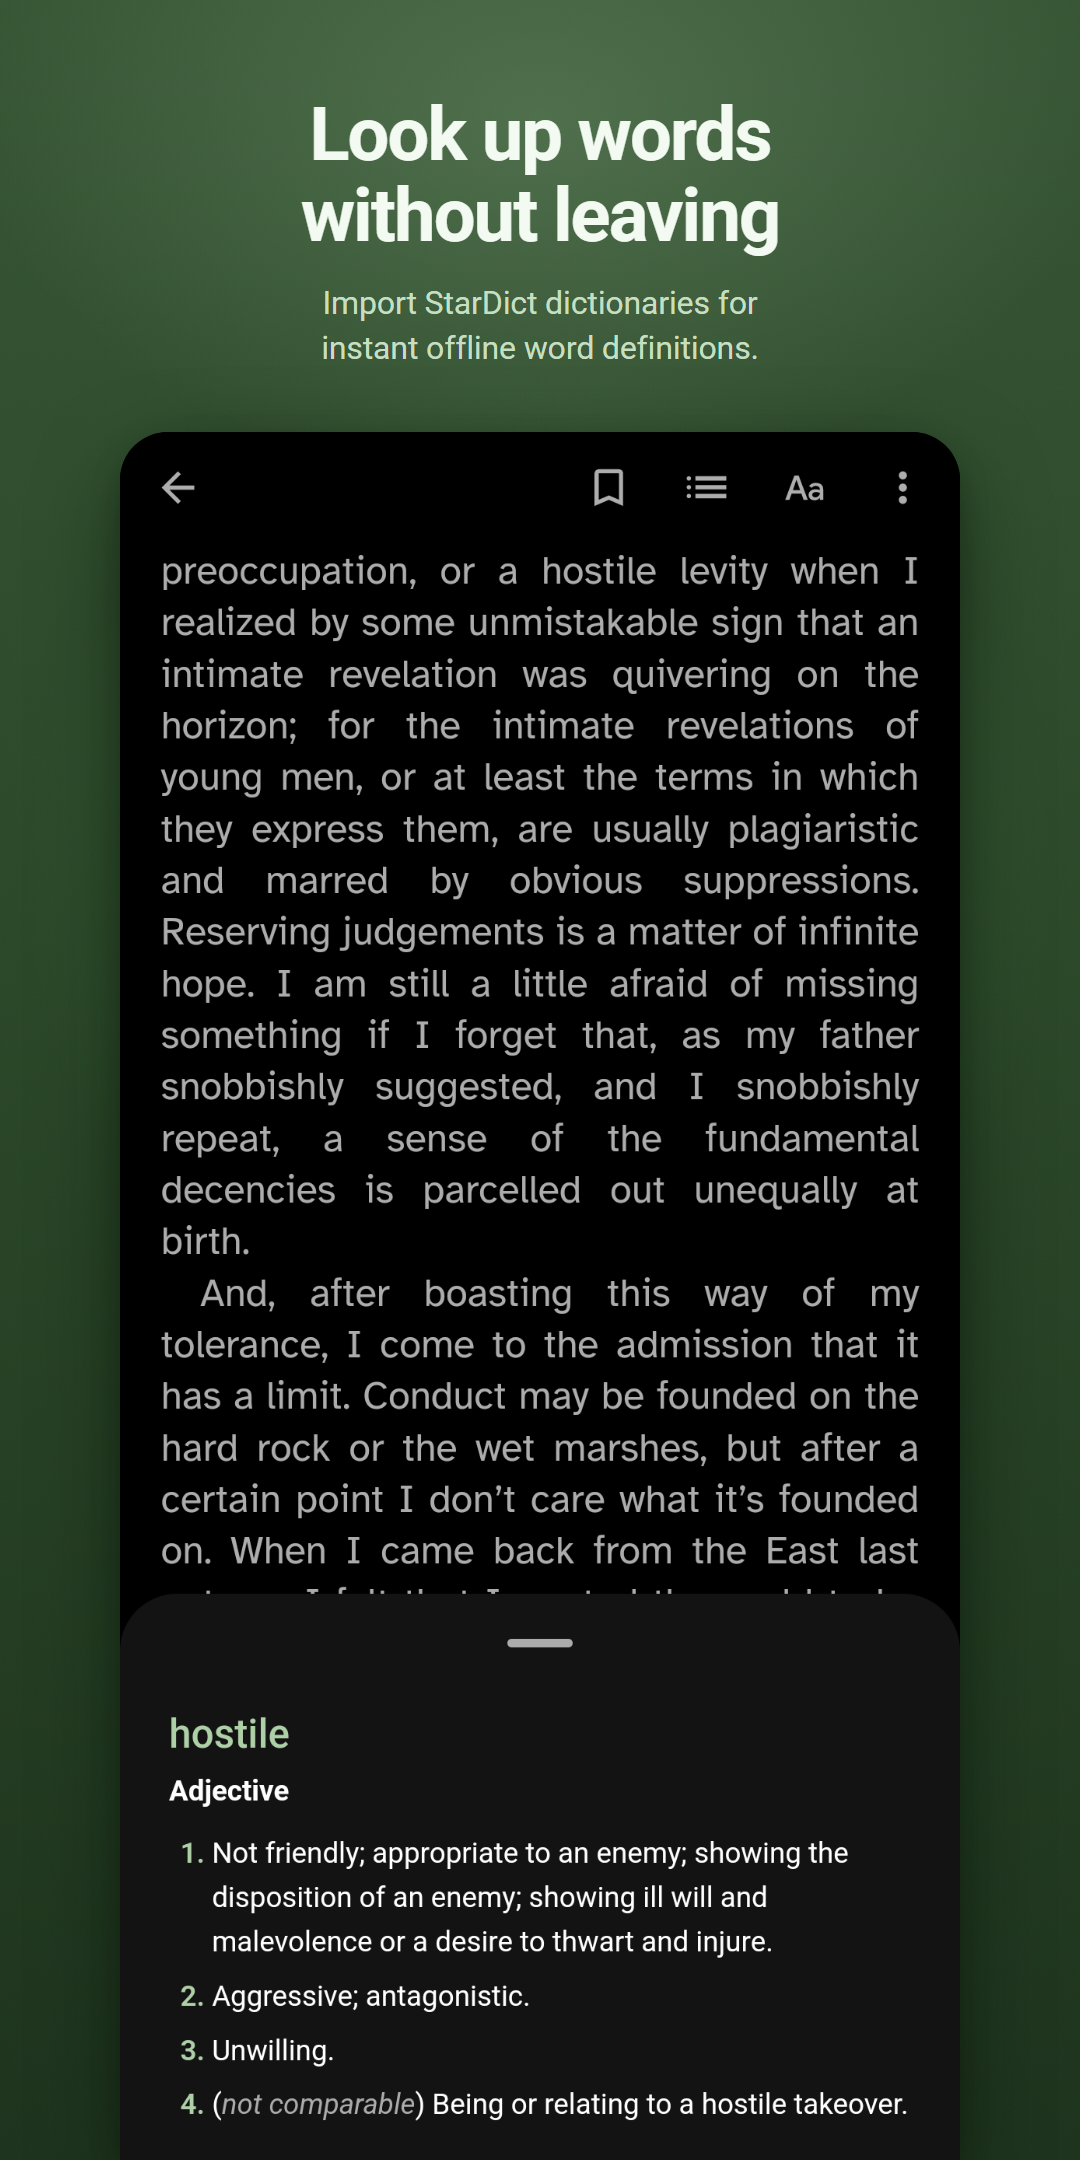 Look up words
without leaving
Import StarDict dictionaries for
instant offline word definitions.
Aa
preoccupation, or a hostile levity when I
realized by some unmistakable sign that an
intimate revelation was quivering on the
horizon; for the intimate revelations of
young men, or at least the terms in which
they express them, are usually plagiaristic
and marred by obvious suppressions.
Reserving judgements is a matter of infinite
hope. I am still a little afraid of missing
something if I forget that, as my father
snobbishly suggested, and I snobbishly
repeat, a sense of the fundamental
decencies is parcelled out unequally at
birth.
And, after boasting this way of my
tolerance, I come to the admission that it
has a limit. Conduct may be founded on the
hard rock or the wet marshes, but after a
certain point I don’t care what it’s founded
on. When I came back from the East last
hostile
Adjective
1. Not friendly; appropriate to an enemy; showing the
disposition of an enemy; showing ill will and
malevolence or a desire to thwart and injure.
2. Aggressive; antagonistic.
3. Unwilling.
4. (not comparable) Being or relating to a hostile takeover.